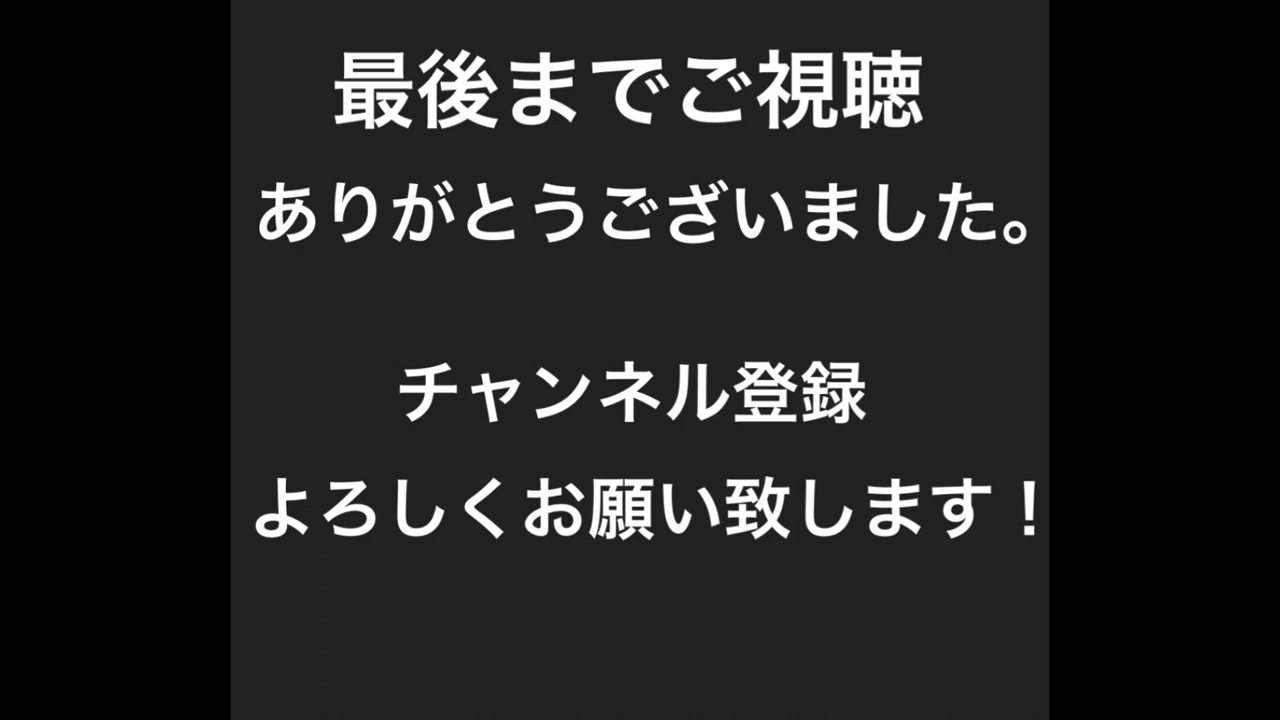 最後までご視聴
ありがとうございました。
チャンネル登録
よろしくお願い致します！